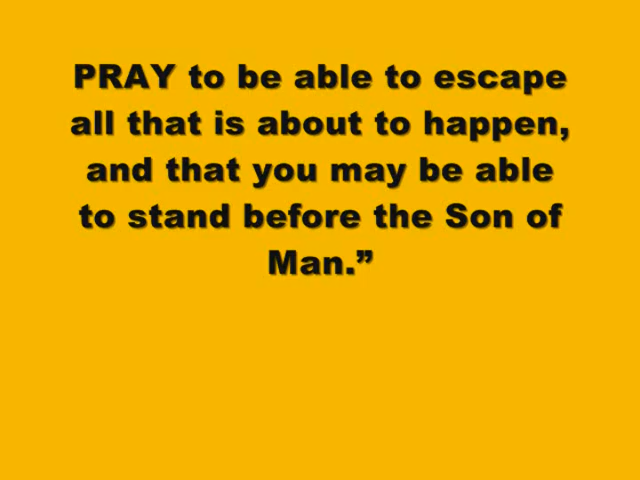 PRAY to be able to escape
all that is about to happen,
and that you may be able
to stand before the Son of
Man.”